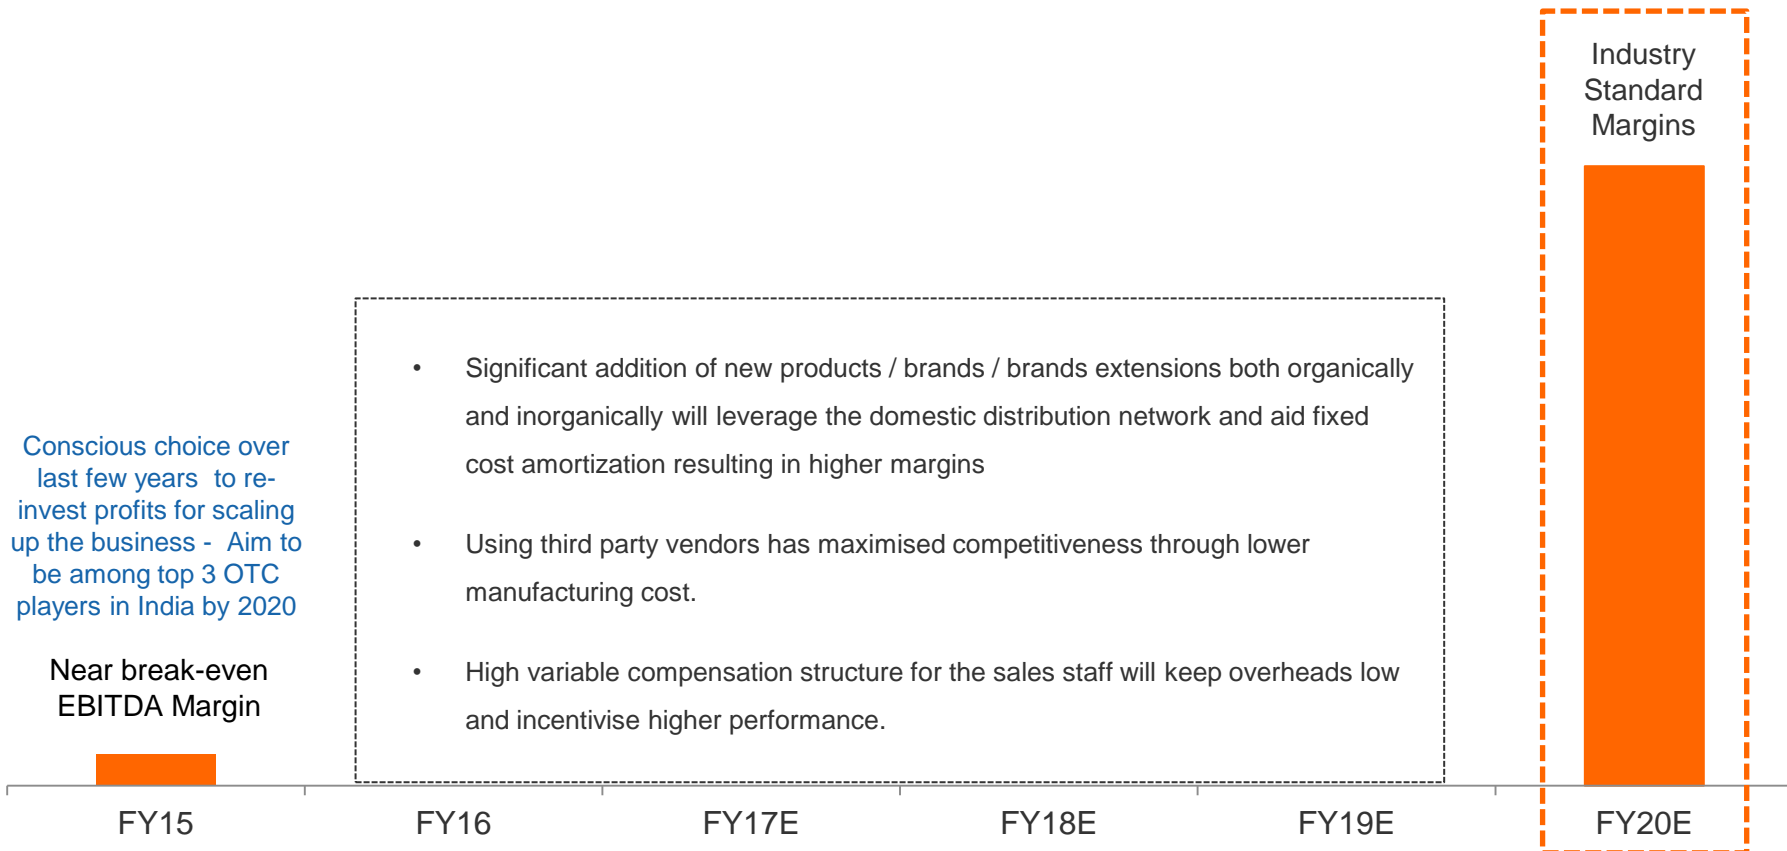 Industry
Standard
Margins
Conscious choice over
last few years  to re-
invest profits for scaling
up the business -  Aim to
be among top 3 OTC
players in India by 2020
Near break-even
EBITDA Margin
• Significant addition of new products / brands / brands extensions both organically
and inorganically will leverage the domestic distribution network and aid fixed
cost amortization resulting in higher margins
• Using third party vendors has maximised competitiveness through lower
manufacturing cost.
• High variable compensation structure for the sales staff will keep overheads low
and incentivise higher performance.
FY15 FY16 FY17E FY18E FY19E FY20E